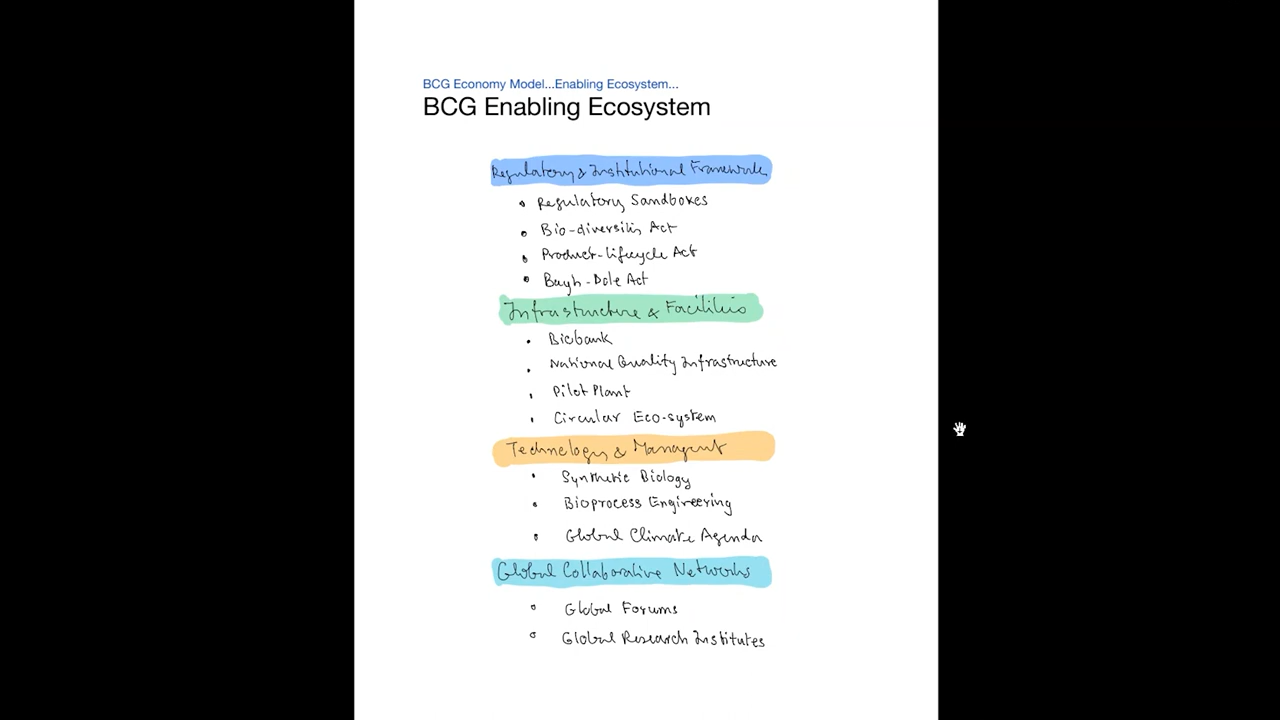 BCG Economy Model...Enabling Ecosystem...
BCG Enabling Ecosystem
Regulatory & Institutional Framework
Regulatory Sandboxes
Bio-diversity Act
Product-lifecycle Act
Bayh-Dole Act
Infrastructure & Facilities
Biobank
National Quality Infrastructure
Pilot Plant
Circular Eco-system
Technology & Managent
Synthetic Biology
Bioprocess Engineering
Global Climate Agenda
Global Collaborative Networks
Global Forums
Global Research Institutes